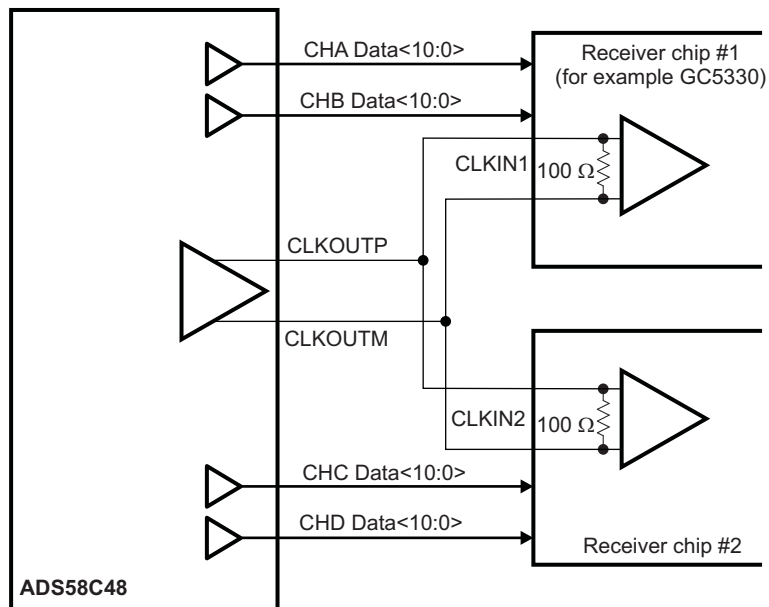 CHA Data<10:0>
CHB Data<10:0>
Receiver chip #1
(for example GC5330)
CLKIN1
100 Ω
CLKOUTP
CLKOUTM
CLKIN2
100 Ω
CHC Data<10:0>
CHD Data<10:0>
Receiver chip #2
ADS58C48